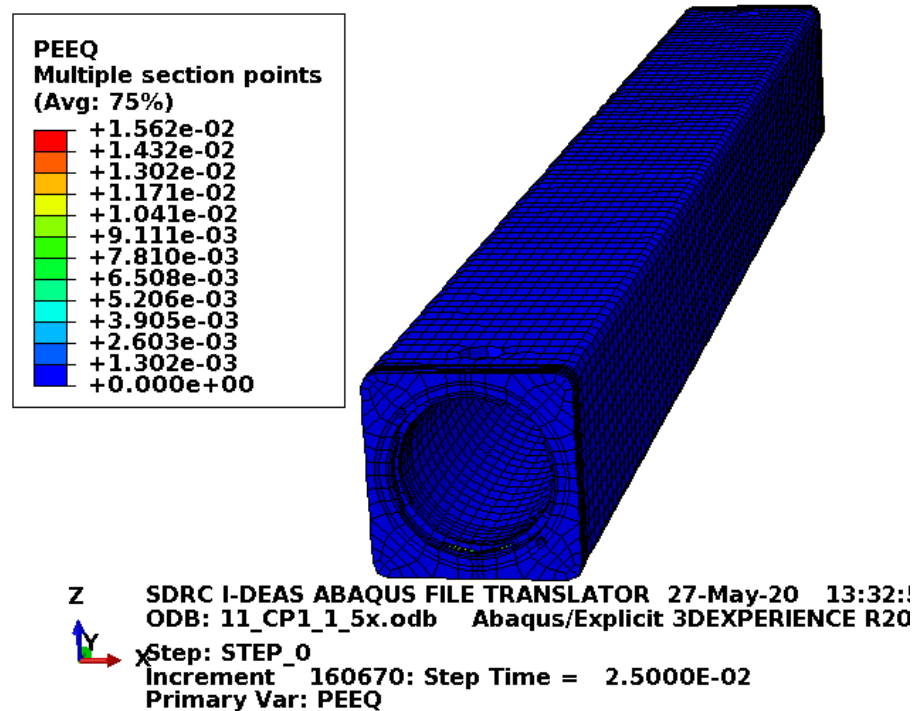 PEEQ
Multiple section points
(Avg: 75%)
+1.562e-02
+1.432e-02
+1.302e-02
+1.171e-02
+1.041e-02
+9.111e-03
+7.810e-03
+6.508e-03
+5.206e-03
+3.905e-03
+2.603e-03
+1.302e-03
+0.000e+00
Z
Y
X
SDRC I-DEAS ABAQUS FILE TRANSLATOR 27-May-20 13:32:
ODB: 11_CP1_1_5x.odb Abaqus/Explicit 3DEXPERIENCE R20
Step: STEP_0
Increment 160670: Step Time = 2.5000E-02
Primary Var: PEEQ